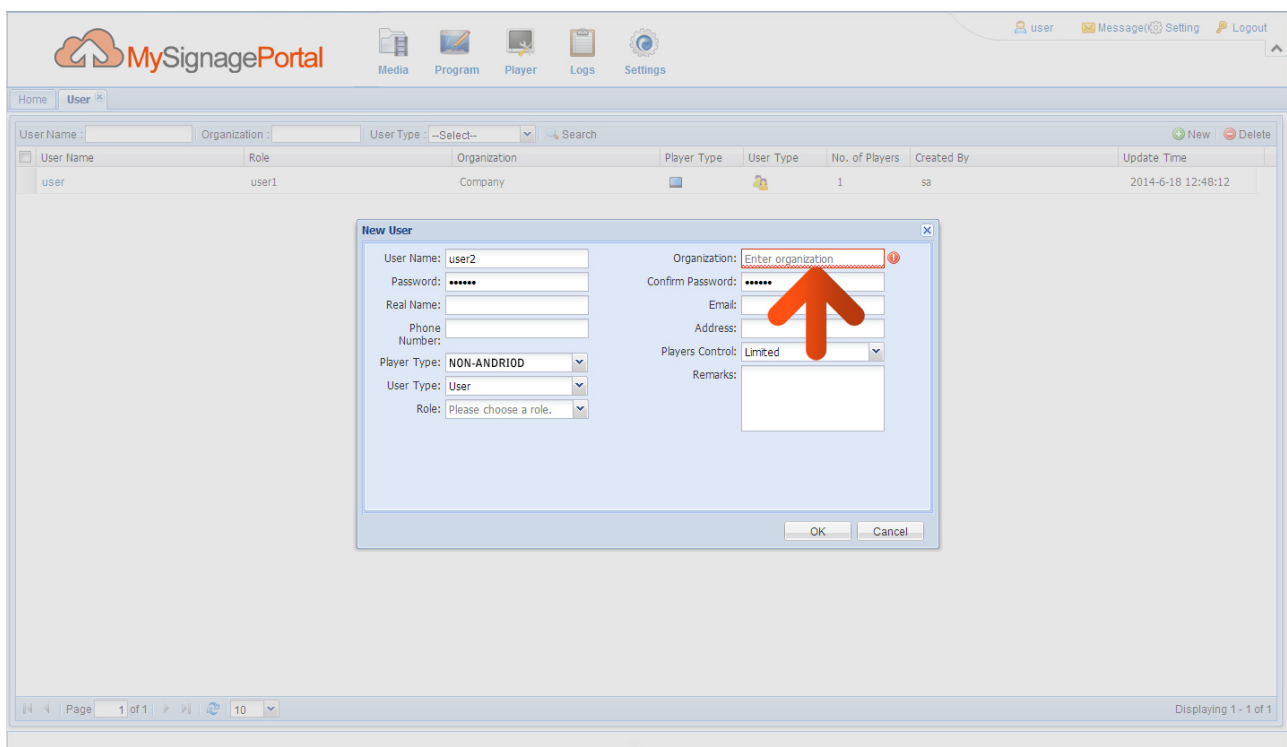 MySignagePortal
Media Program Player Logs Settings
user Message( Setting Logout
Home User
User Name : Organization : User Type : --Select-- Search New Delete
User Name Role Organization Player Type User Type No. of Players Created By Update Time
user user1 Company 1 sa 2014-6-18 12:48:12
New User
User Name: user2 Organization: Enter organization
Password: •••••• Confirm Password: ••••••
Real Name: Email:
Phone Number: Address:
Player Type: NON-ANDRIOD Players Control: Limited
User Type: User Remarks:
Role: Please choose a role.
OK Cancel
Page 1 of 1 10 Displaying 1 - 1 of 1